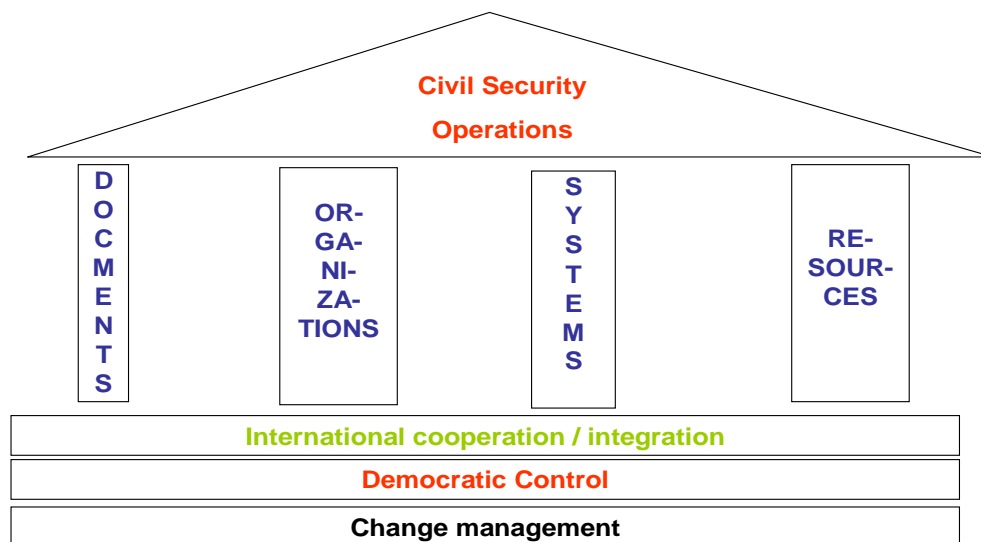 Civil Security
Operations
D
O
C
M
E
N
T
S
OR-
GA-
NI-
ZA-
TIONS
S
Y
S
T
E
M
S
RE-
SOUR-
CES
International cooperation / integration
Democratic Control
Change management